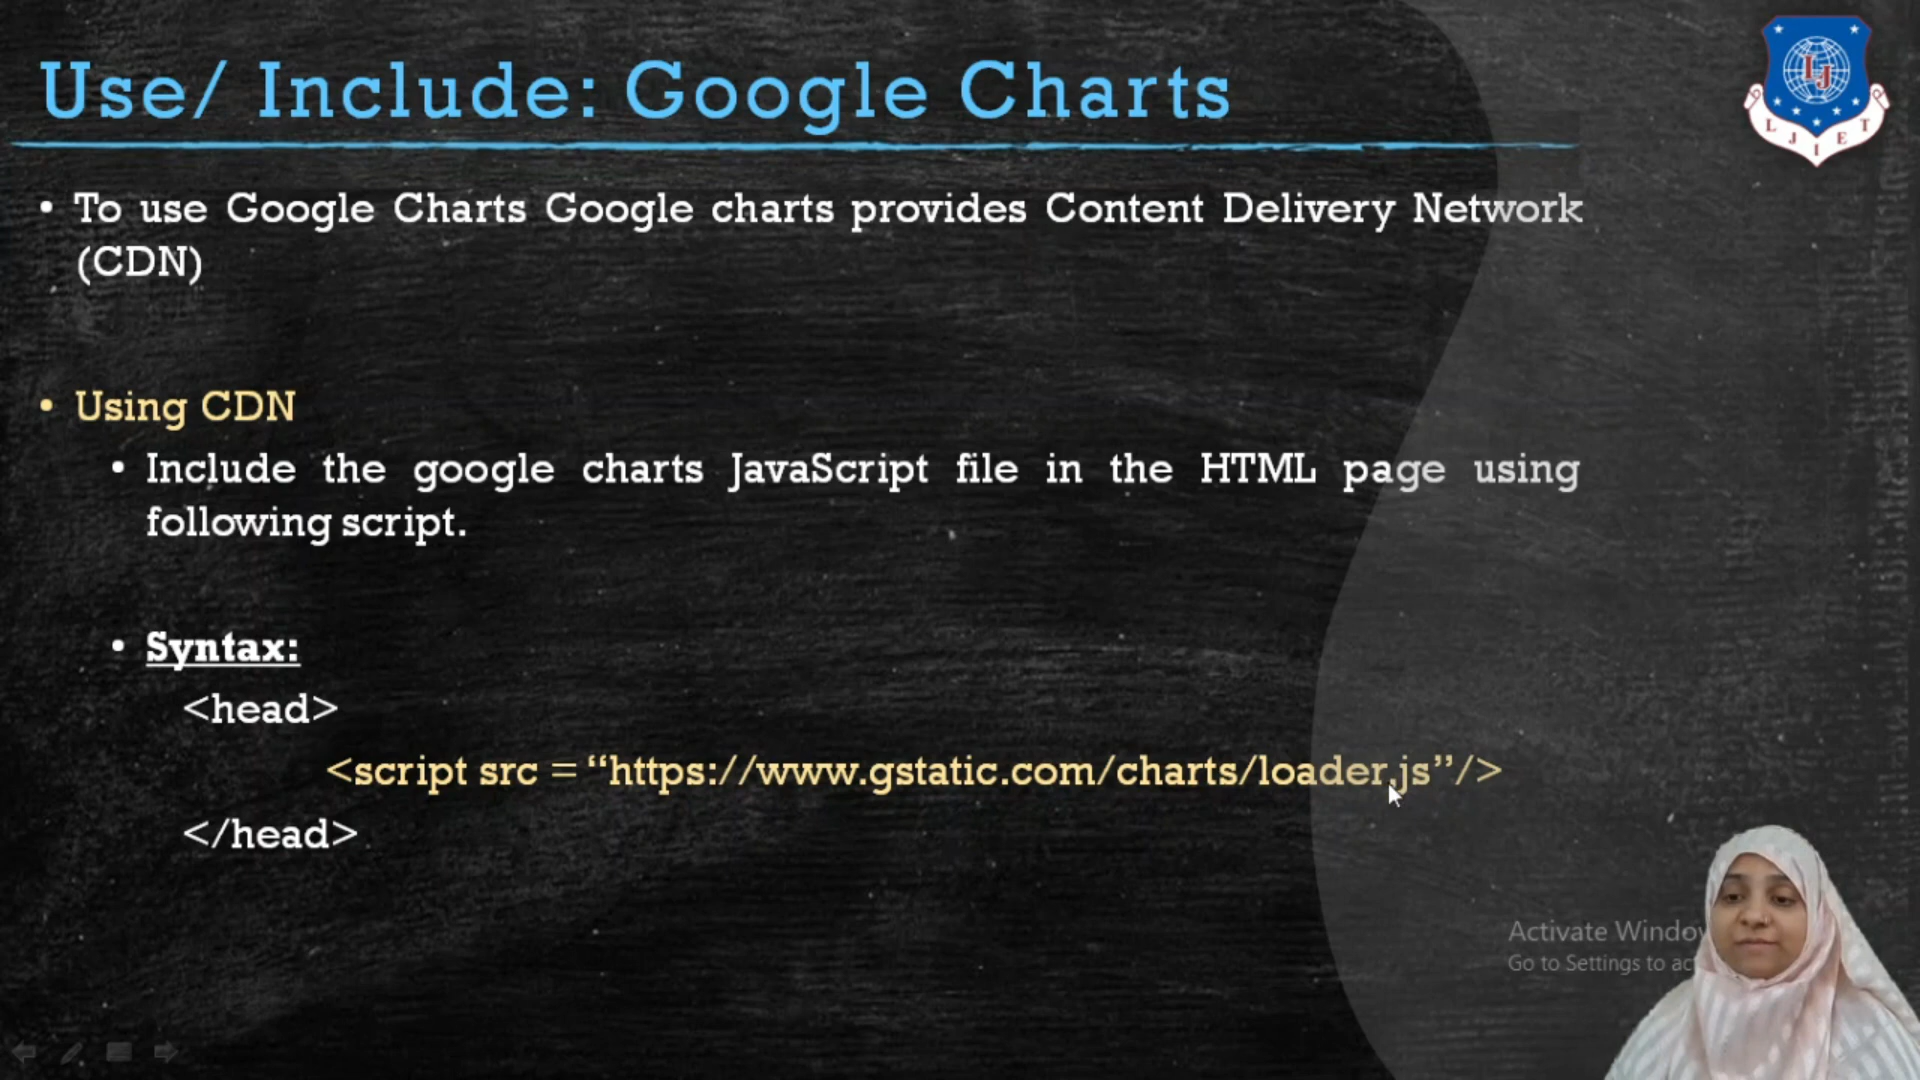 Use/ Include: Google Charts
L J I E T
• To use Google Charts Google charts provides Content Delivery Network
(CDN)
• Using CDN
• Include the google charts JavaScript file in the HTML page using
following script.
• Syntax:
<head>
<script src = “https://www.gstatic.com/charts/loader.js”/>
</head>
Activate
Go to Settings to